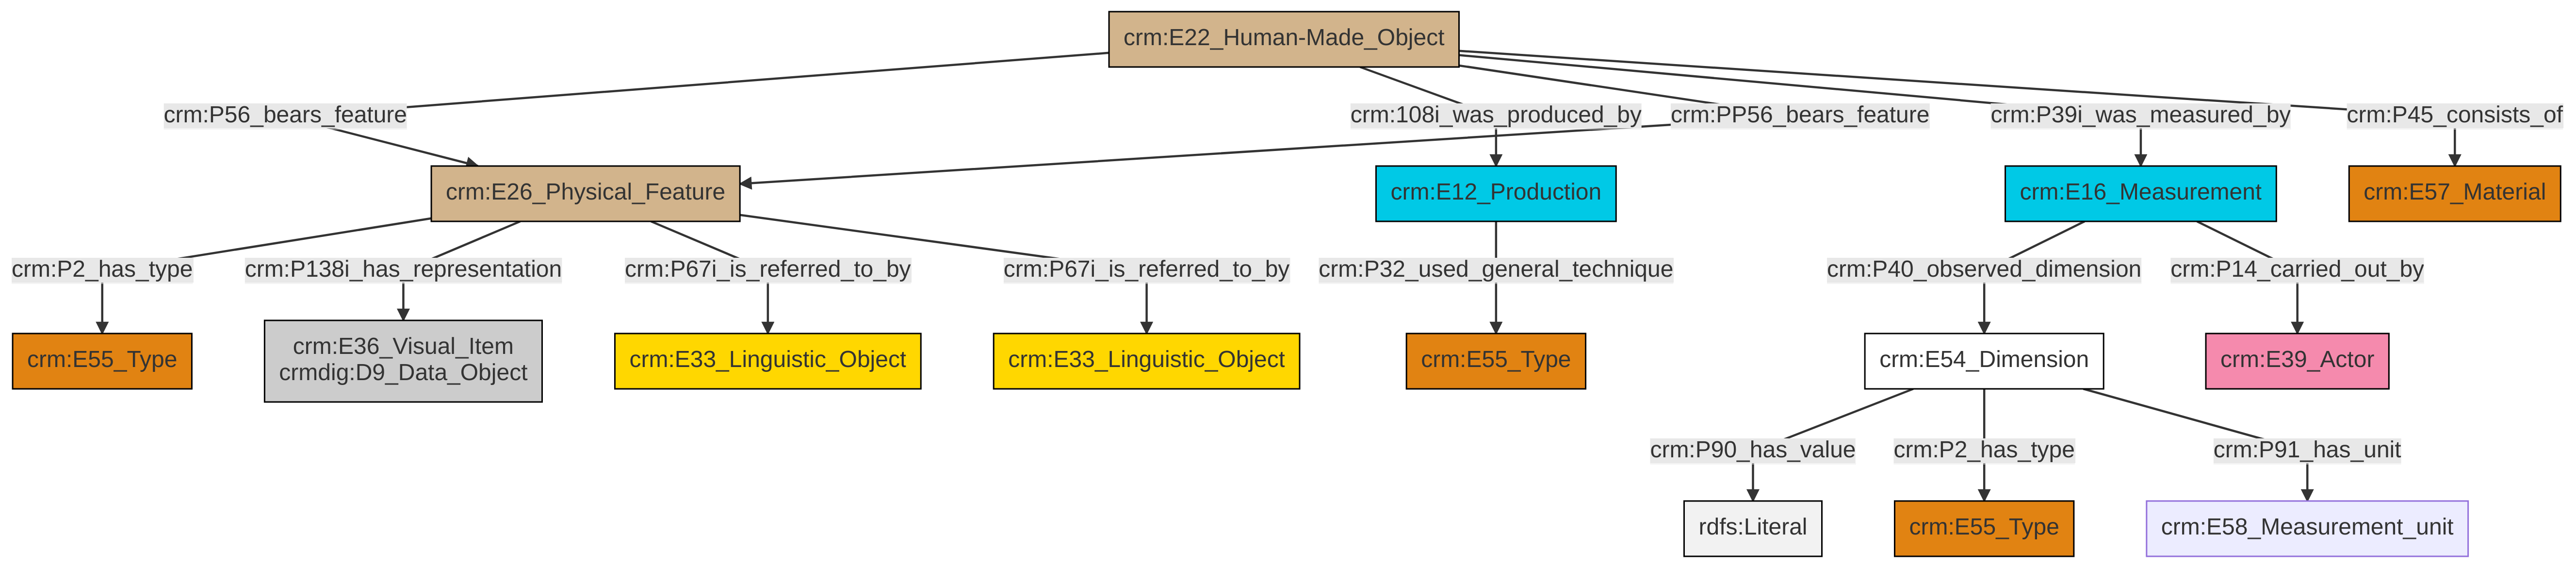 crm:E22_Human-Made_Object
crm:P56_bears_feature
crm:108i_was_produced_by
crm:PP56_bears_feature
crm:P39i_was_measured_by
crm:P45_consists_of
crm:E26_Physical_Feature
crm:E12_Production
crm:E16_Measurement
crm:E57_Material
crm:P2_has_type
crm:P138i_has_representation
crm:P67i_is_referred_to_by
crm:P67i_is_referred_to_by
crm:P32_used_general_technique
crm:P40_observed_dimension
crm:P14_carried_out_by
crm:E55_Type
crm:E36_Visual_Item
crmdig:D9_Data_Object
crm:E33_Linguistic_Object
crm:E33_Linguistic_Object
crm:E55_Type
crm:E54_Dimension
crm:E39_Actor
crm:P90_has_value
crm:P2_has_type
crm:P91_has_unit
rdfs:Literal
crm:E55_Type
crm:E58_Measurement_unit